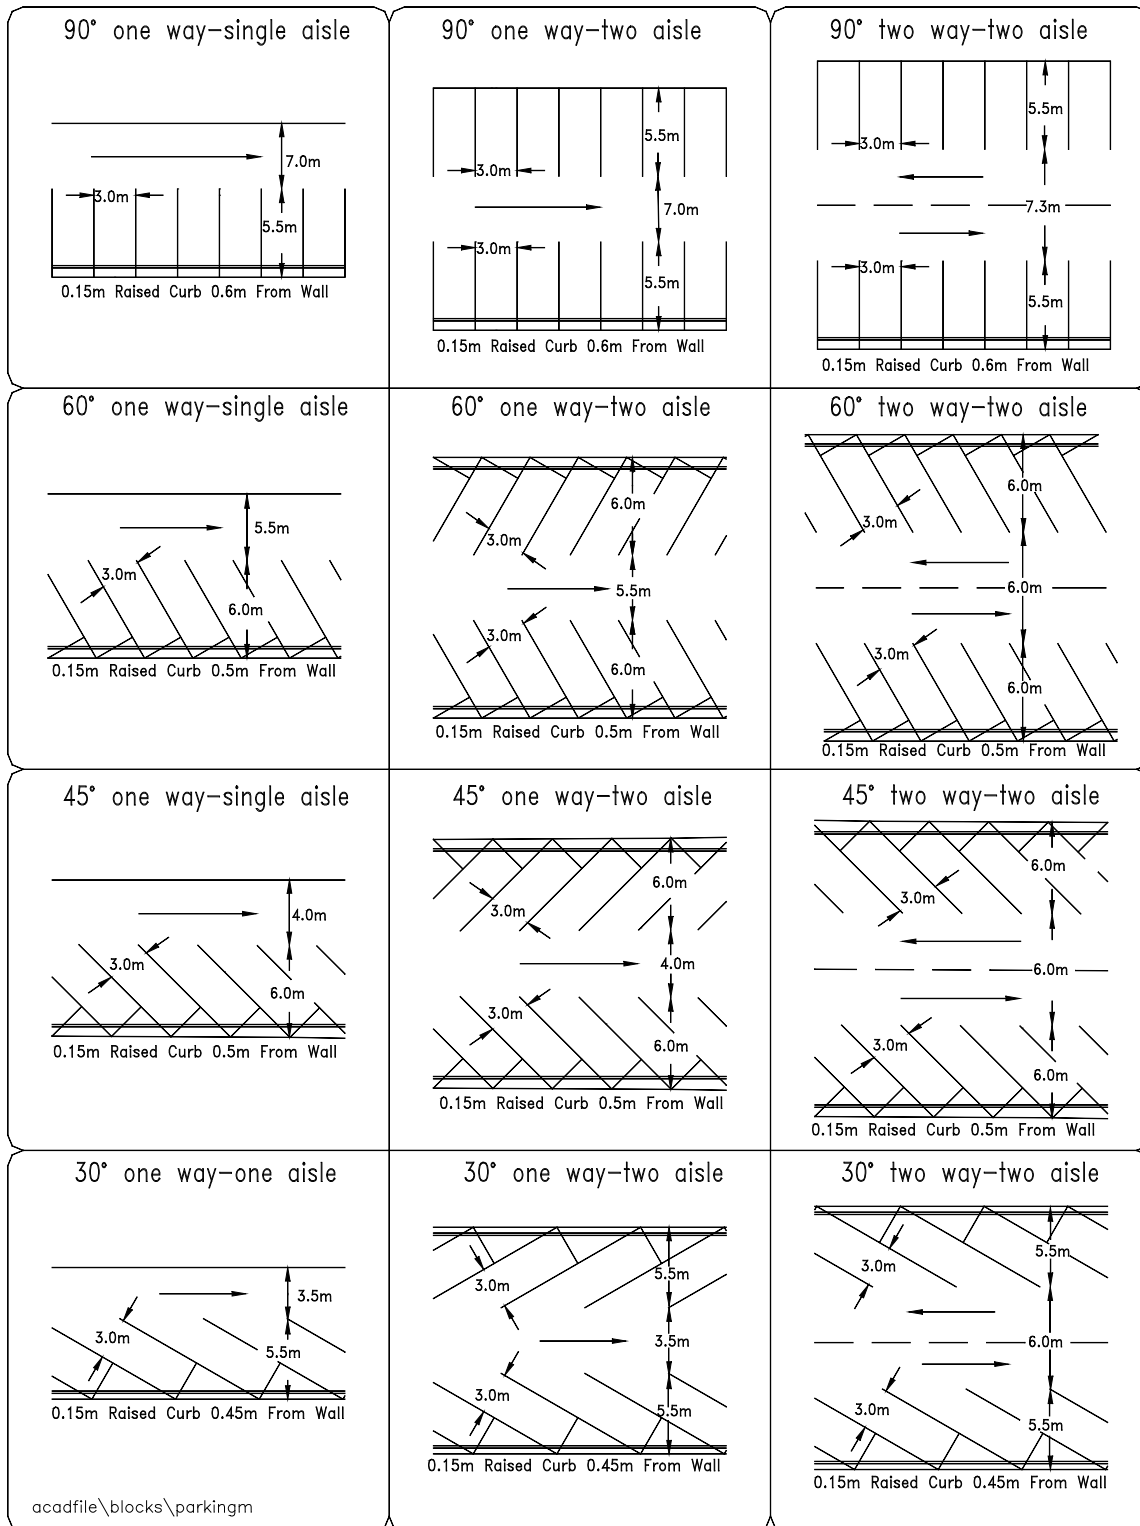 90° one way-single aisle
7.0m
3.0m
5.5m
0.15m Raised Curb 0.6m From Wall
90° one way-two aisle
5.5m
3.0m
7.0m
3.0m
5.5m
0.15m Raised Curb 0.6m From Wall
90° two way-two aisle
5.5m
3.0m
7.3m
3.0m
5.5m
0.15m Raised Curb 0.6m From Wall
60° one way-single aisle
5.5m
3.0m
6.0m
0.15m Raised Curb 0.5m From Wall
60° one way-two aisle
6.0m
3.0m
5.5m
3.0m
6.0m
0.15m Raised Curb 0.5m From Wall
60° two way-two aisle
6.0m
3.0m
6.0m
3.0m
6.0m
0.15m Raised Curb 0.5m From Wall
45° one way-single aisle
4.0m
3.0m
6.0m
0.15m Raised Curb 0.5m From Wall
45° one way-two aisle
6.0m
3.0m
4.0m
3.0m
6.0m
0.15m Raised Curb 0.5m From Wall
45° two way-two aisle
6.0m
3.0m
6.0m
3.0m
6.0m
0.15m Raised Curb 0.5m From Wall
30° one way-one aisle
3.5m
3.0m
5.5m
0.15m Raised Curb 0.45m From Wall
30° one way-two aisle
5.5m
3.0m
3.5m
3.0m
5.5m
0.15m Raised Curb 0.45m From Wall
30° two way-two aisle
5.5m
3.0m
6.0m
3.0m
5.5m
0.15m Raised Curb 0.45m From Wall
acadfile\blocks\parkingm